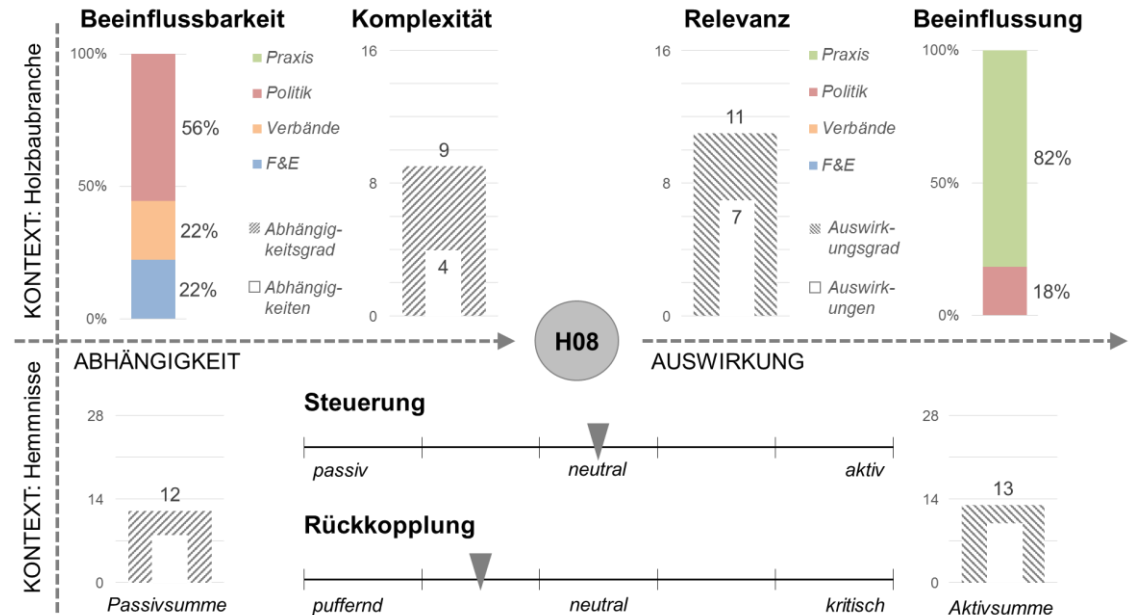 Beeinflussbarkeit
Komplexität
Relevanz
Beeinflussung
KONTEXT: Holzbaubranche
100%
50%
0%
56%
22%
22%
Praxis
Politik
Verbände
F&E
Abhängig-
keitsgrad
Abhängig-
keiten
16
8
0
9
4
16
8
0
11
7
Praxis
Politik
Verbände
F&E
Auswirk-
ungsgrad
Auswirk-
ungen
100%
50%
0%
82%
18%
H08
ABHÄNGIGKEIT
AUSWIRKUNG
KONTEXT: Hemmnisse
28
14
0
12
Passivsumme
Steuerung
passiv
neutral
aktiv
Rückkopplung
puffernd
neutral
kritisch
28
14
0
13
Aktivsumme